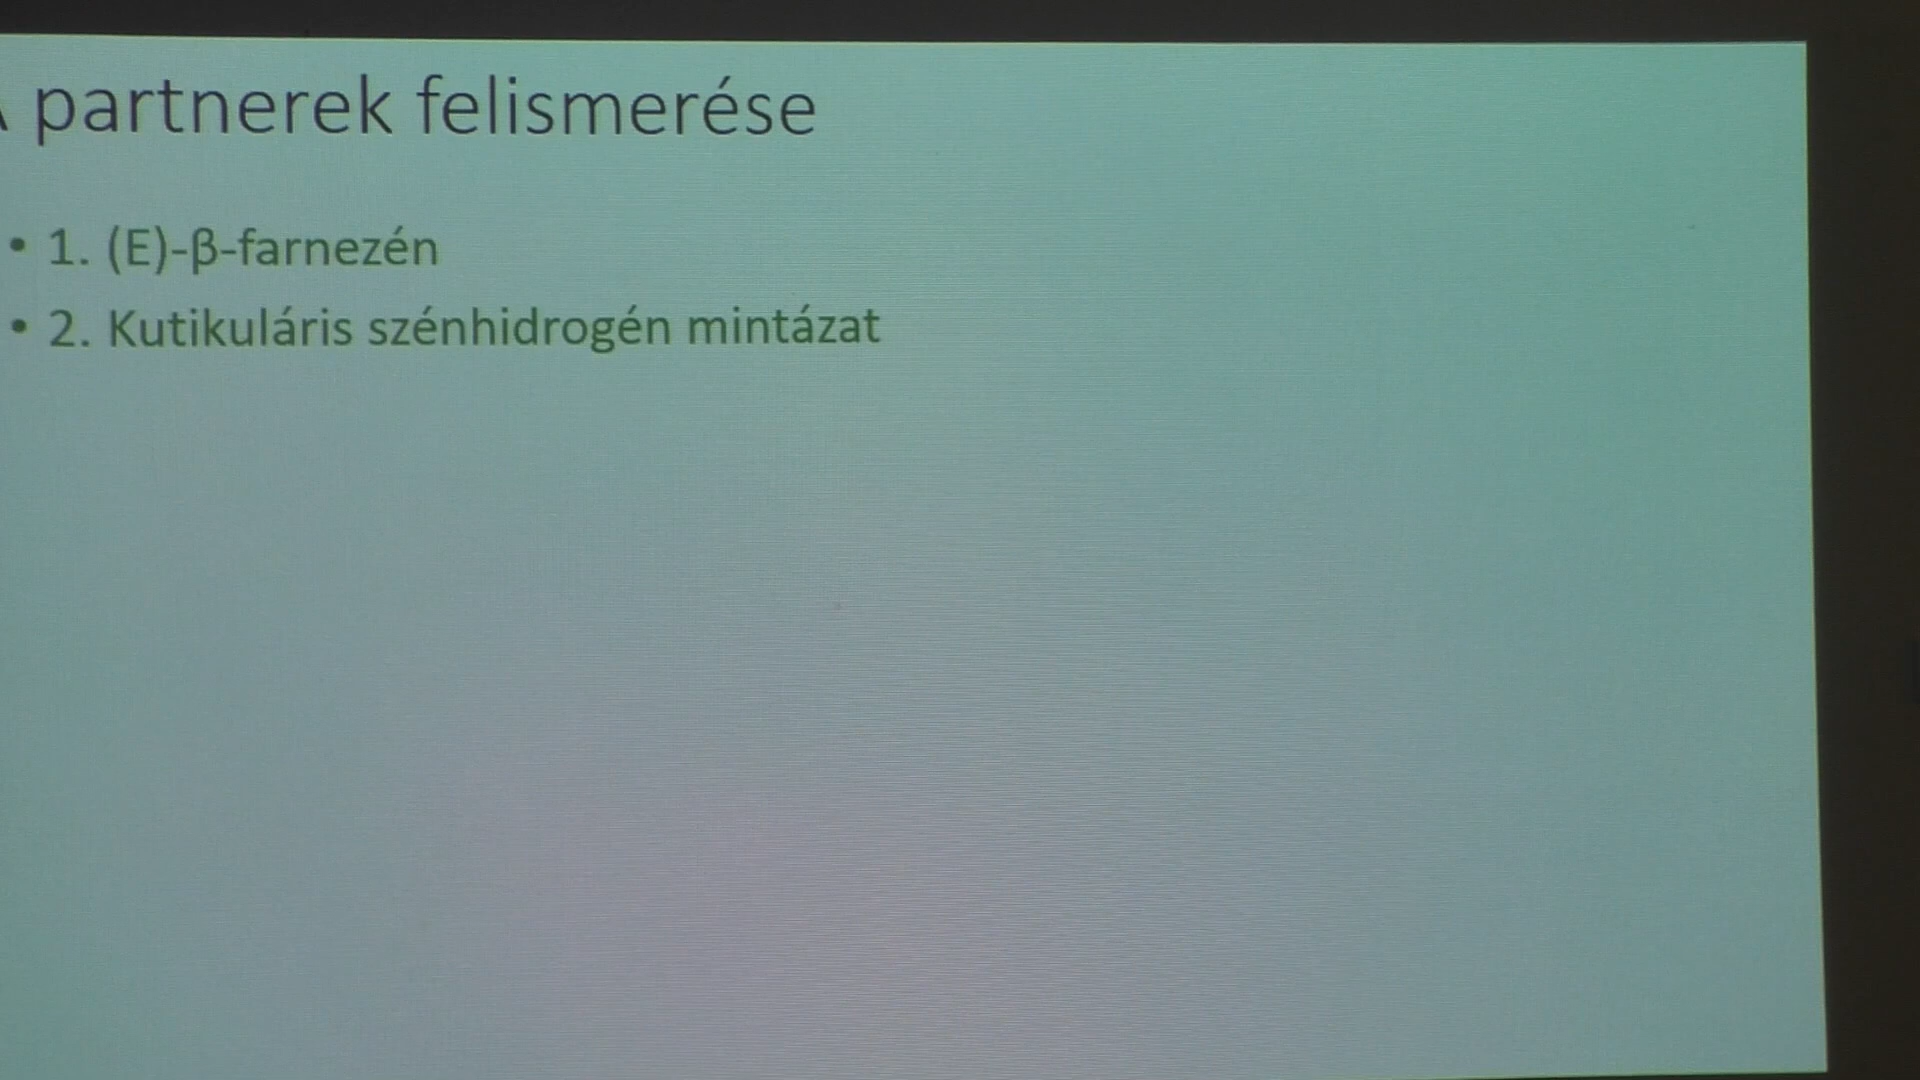 A partnerek felismerése
• 1. (E)-β-farnezén
• 2. Kutikuláris szénhidrogén mintázat